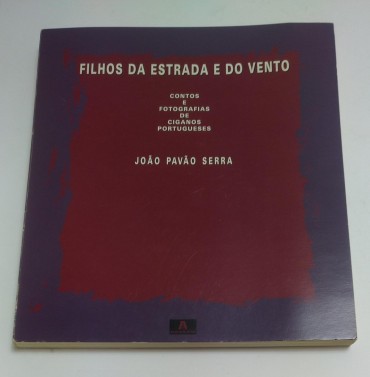 FILHOS DA ESTRADA E DO VENTO
CONTOS
E
FOTOGRAFIAS
DE
CIGANOS
PORTUGUESES
JOÃO PAVÃO SERRA
A